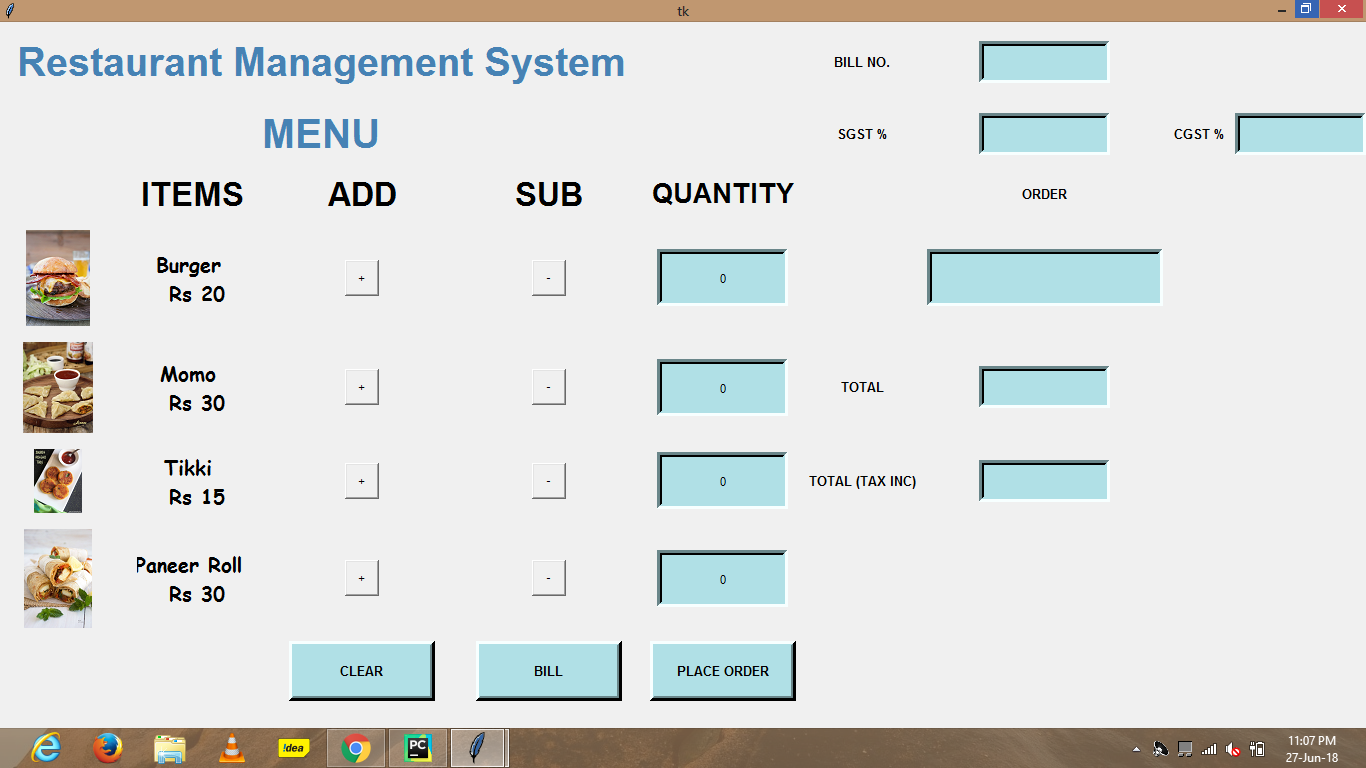 tk
Restaurant Management System
BILL NO.
MENU
SGST %
CGST %
ITEMS
ADD
SUB
QUANTITY
ORDER
Burger
Rs 20
+
-
0
Momo
Rs 30
+
-
0
TOTAL
Tikki
Rs 15
+
-
0
TOTAL (TAX INC)
Paneer Roll
Rs 30
+
-
0
CLEAR
BILL
PLACE ORDER
!dea
PC
11:07 PM
27-Jun-18